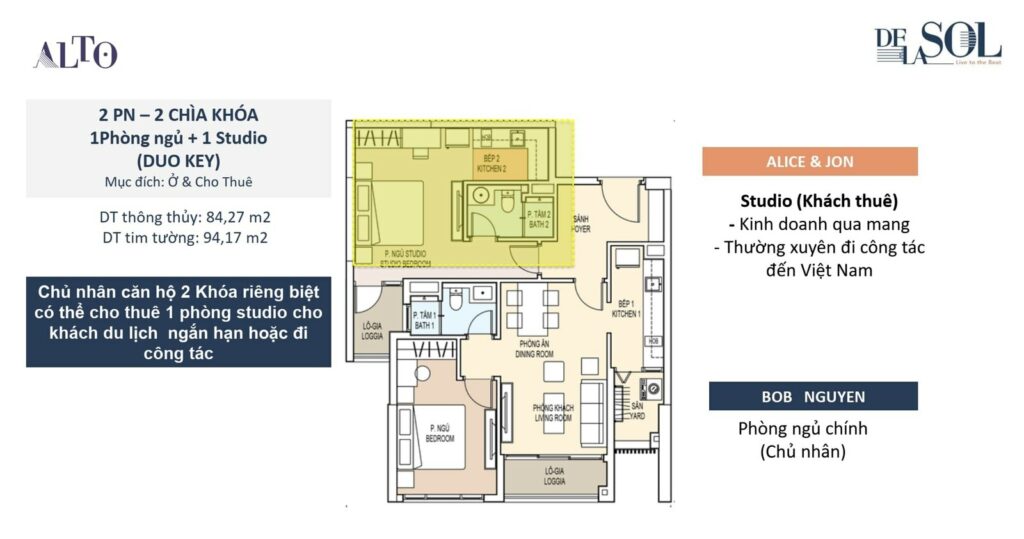 ALTO
DE LA SOL
Live to the Beat
2 PN – 2 CHÌA KHÓA
1Phòng ngủ + 1 Studio
(DUO KEY)
Mục đích: Ở & Cho Thuê
DT thông thủy: 84,27 m2
DT tim tường: 94,17 m2
Chủ nhân căn hộ 2 Khóa riêng biệt
có thể cho thuê 1 phòng studio cho
khách du lịch ngắn hạn hoặc đi
công tác
HOB
BẾP 2
KITCHEN 2
P. TẮM 2
BATH 2
SẢNH
FOYER
P. NGỦ STUDIO
STUDIO BEDROOM
LÔ-GIA
LOGGIA
P. TẮM 1
BATH 1
PHÒNG ĂN
DINING ROOM
BẾP 1
KITCHEN 1
HOB
P. NGỦ
BEDROOM
PHÒNG KHÁCH
LIVING ROOM
SÂN
YARD
LÔ-GIA
LOGGIA
ALICE & JON
Studio (Khách thuê)
- Kinh doanh qua mang
- Thường xuyên đi công tác
đến Việt Nam
BOB NGUYEN
Phòng ngủ chính
(Chủ nhân)